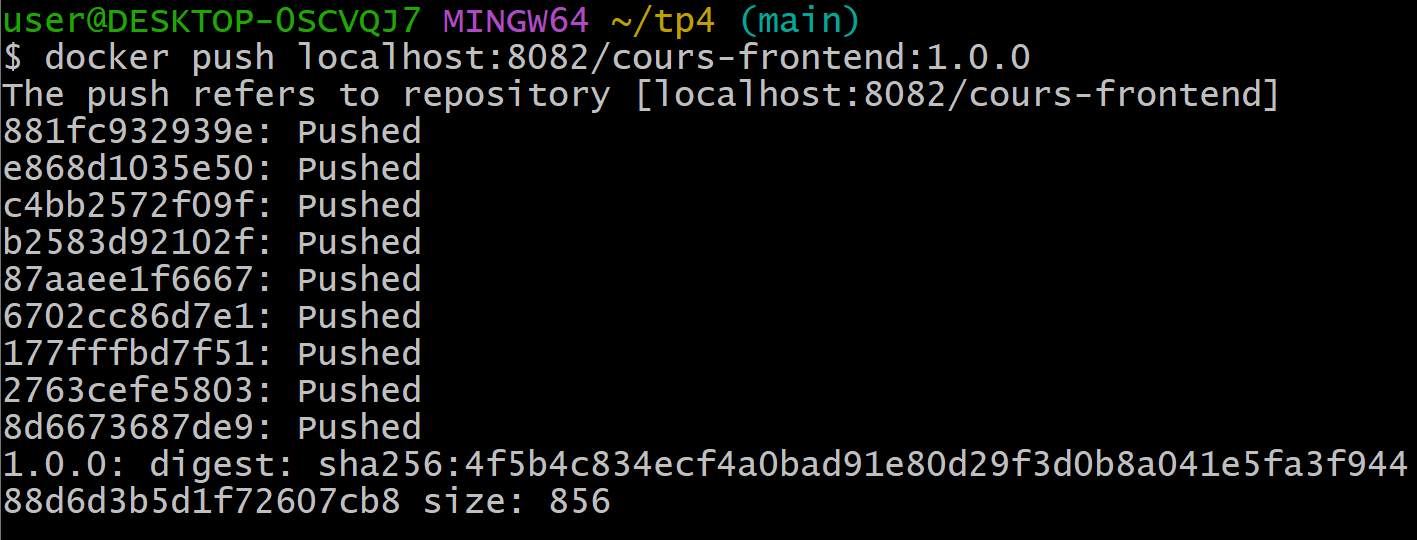 user@DESKTOP-0SCVQJ7 MINGW64 ~/tp4 (main)
$ docker push localhost:8082/cours-frontend:1.0.0
The push refers to repository [localhost:8082/cours-frontend]
881fc932939e: Pushed
e868d1035e50: Pushed
c4bb2572f09f: Pushed
b2583d92102f: Pushed
87aaee1f6667: Pushed
6702cc86d7e1: Pushed
177fffbd7f51: Pushed
2763cefe5803: Pushed
8d6673687de9: Pushed
1.0.0: digest: sha256:4f5b4c834ecf4a0bad91e80d29f3d0b8a041e5fa3f944
88d6d3b5d1f72607cb8 size: 856